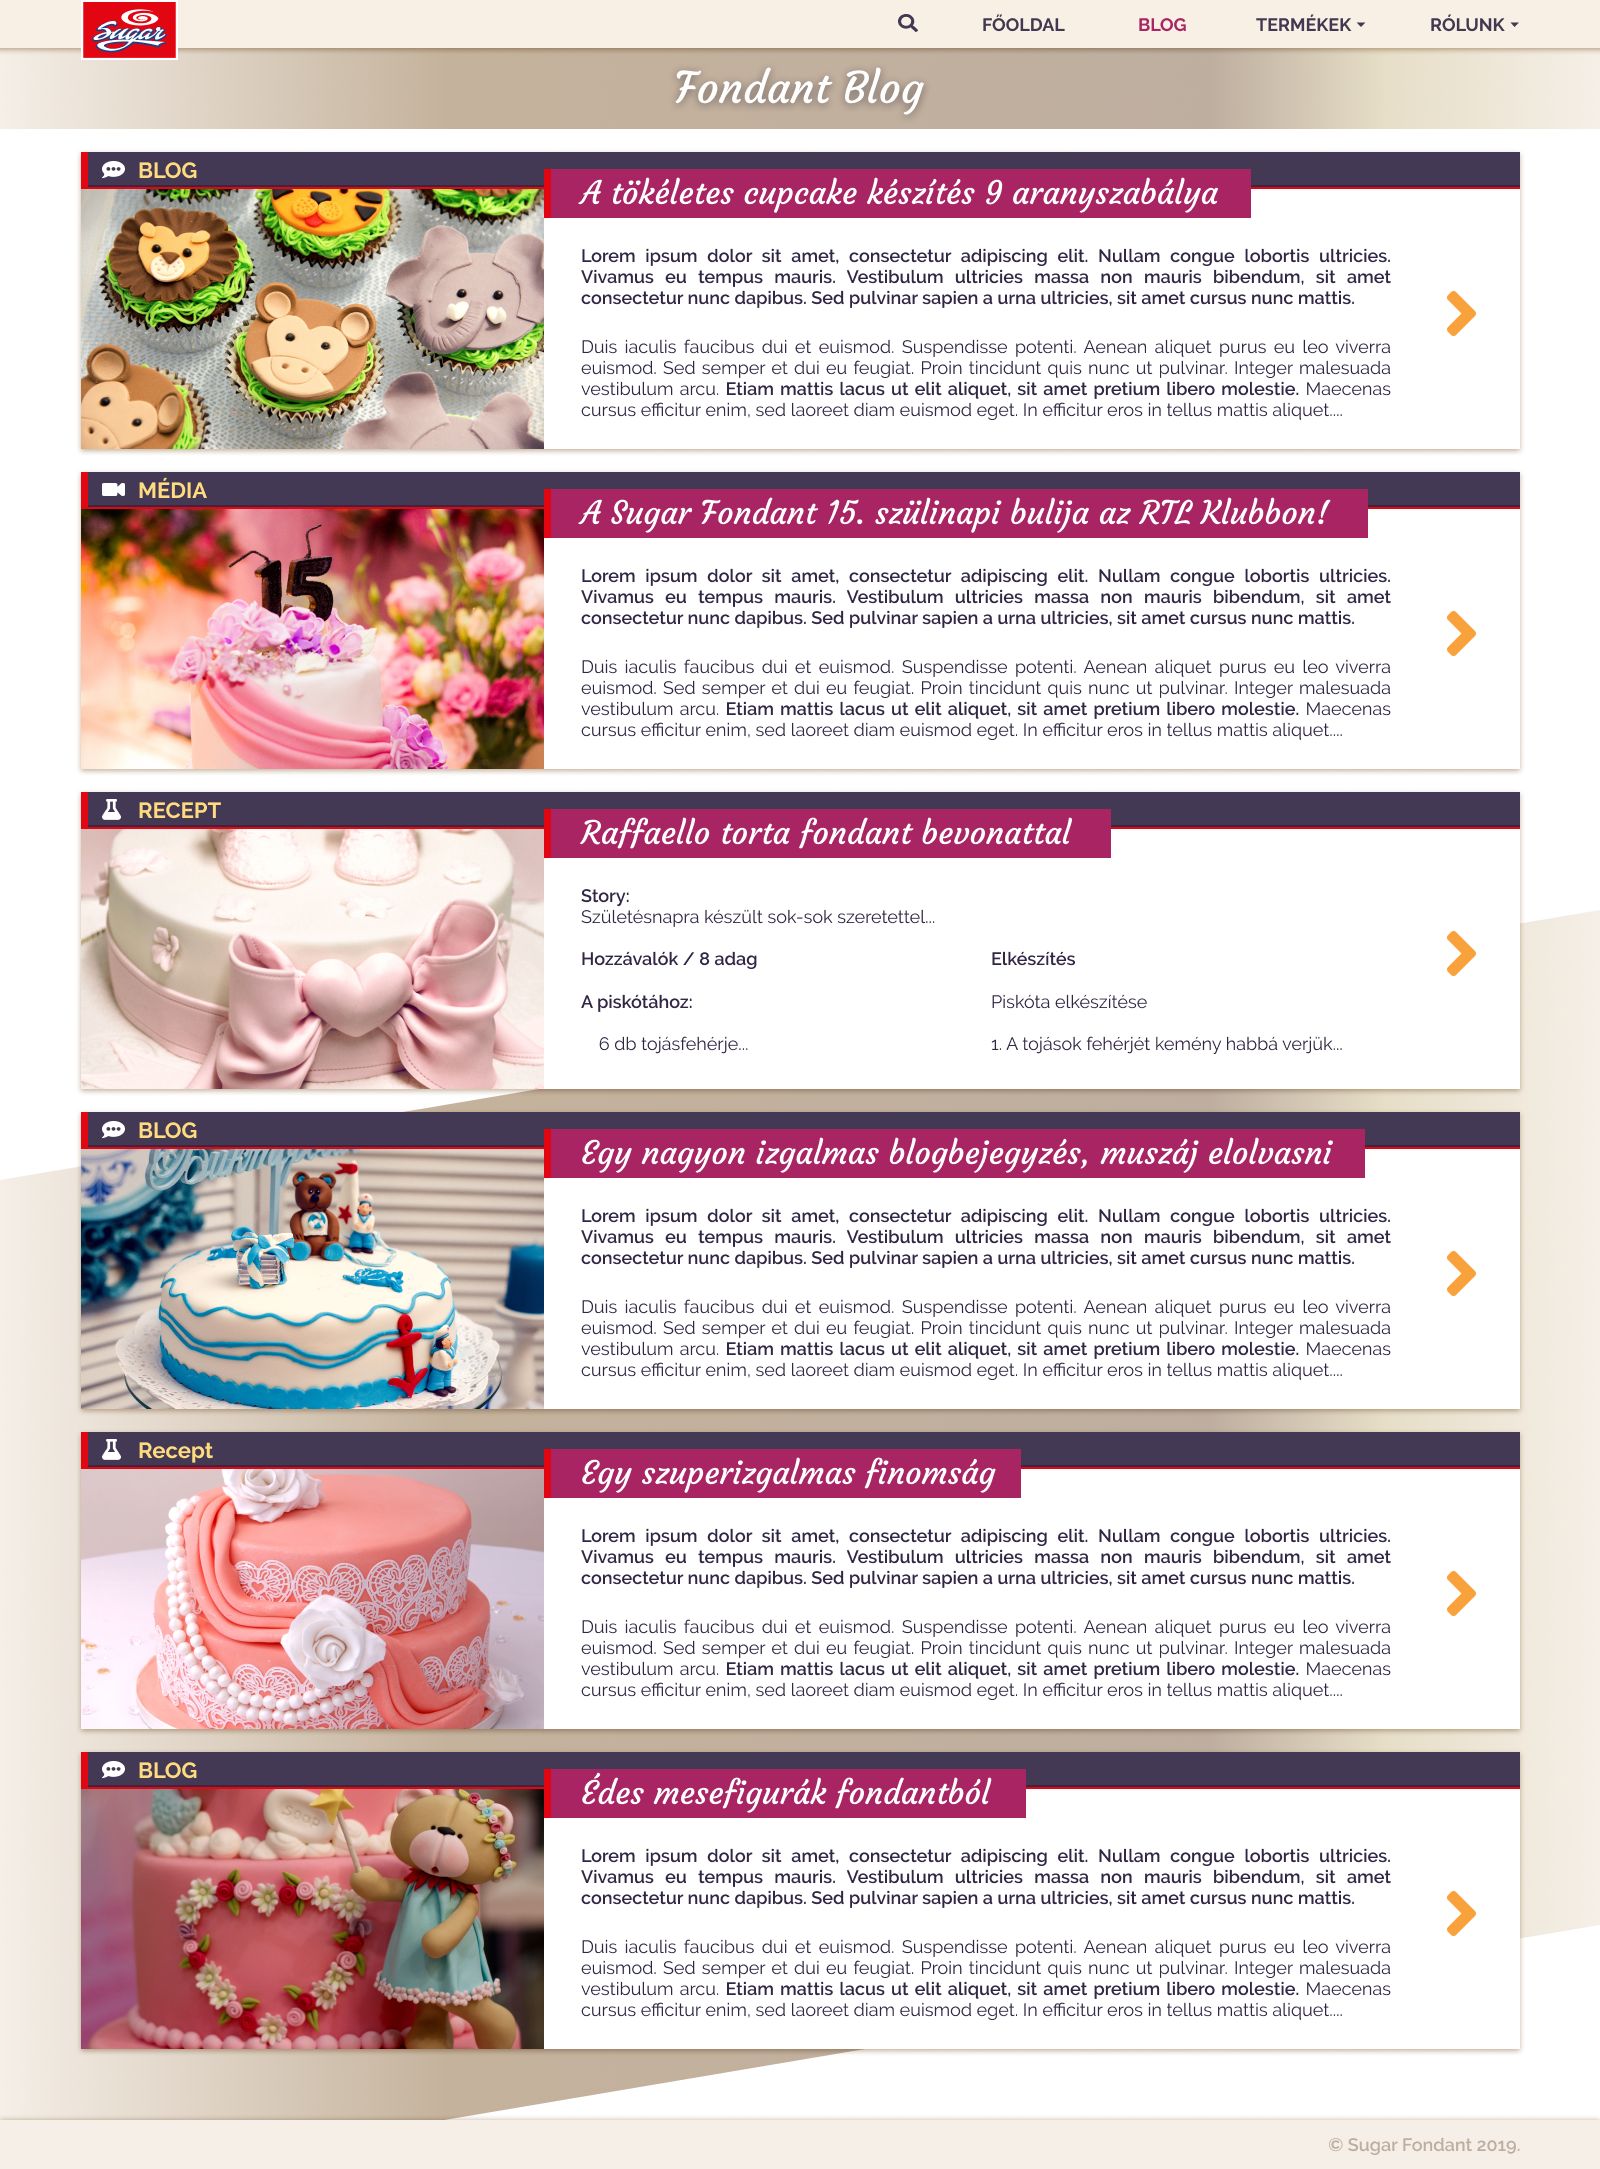 Sugar
FŐOLDAL
BLOG
TERMÉKEK
RÓLUNK
Fondant Blog
BLOG
A tökéletes cupcake készítés 9 aranyszabálya
Lorem ipsum dolor sit amet, consectetur adipiscing elit. Nullam congue lobortis ultricies.
Vivamus eu tempus mauris. Vestibulum ultricies massa non mauris bibendum, sit amet
consectetur nunc dapibus. Sed pulvinar sapien a urna ultricies, sit amet cursus nunc mattis.
Duis iaculis faucibus dui et euismod. Suspendisse potenti. Aenean aliquet purus eu leo viverra
euismod. Sed semper et dui eu feugiat. Proin tincidunt quis nunc ut pulvinar. Integer malesuada
vestibulum arcu. Etiam mattis lacus ut elit aliquet, sit amet pretium libero molestie. Maecenas
cursus efficitur enim, sed laoreet diam euismod eget. In efficitur eros in tellus mattis aliquet....
MÉDIA
A Sugar Fondant 15. szülinapi bulija az RTL Klubbon!
15
Lorem ipsum dolor sit amet, consectetur adipiscing elit. Nullam congue lobortis ultricies.
Vivamus eu tempus mauris. Vestibulum ultricies massa non mauris bibendum, sit amet
consectetur nunc dapibus. Sed pulvinar sapien a urna ultricies, sit amet cursus nunc mattis.
Duis iaculis faucibus dui et euismod. Suspendisse potenti. Aenean aliquet purus eu leo viverra
euismod. Sed semper et dui eu feugiat. Proin tincidunt quis nunc ut pulvinar. Integer malesuada
vestibulum arcu. Etiam mattis lacus ut elit aliquet, sit amet pretium libero molestie. Maecenas
cursus efficitur enim, sed laoreet diam euismod eget. In efficitur eros in tellus mattis aliquet....
RECEPT
Raffaello torta fondant bevonattal
Story:
Születésnapra készült sok-sok szeretettel...
Hozzávalók / 8 adag
A piskótához:
6 db tojásfehérje...
Elkészítés
Piskóta elkészítése
1. A tojások fehérjét kemény habbá verjük...
BLOG
Egy nagyon izgalmas blogbejegyzés, muszáj elolvasni
Lorem ipsum dolor sit amet, consectetur adipiscing elit. Nullam congue lobortis ultricies.
Vivamus eu tempus mauris. Vestibulum ultricies massa non mauris bibendum, sit amet
consectetur nunc dapibus. Sed pulvinar sapien a urna ultricies, sit amet cursus nunc mattis.
Duis iaculis faucibus dui et euismod. Suspendisse potenti. Aenean aliquet purus eu leo viverra
euismod. Sed semper et dui eu feugiat. Proin tincidunt quis nunc ut pulvinar. Integer malesuada
vestibulum arcu. Etiam mattis lacus ut elit aliquet, sit amet pretium libero molestie. Maecenas
cursus efficitur enim, sed laoreet diam euismod eget. In efficitur eros in tellus mattis aliquet....
Recept
Egy szuperizgalmas finomság
Lorem ipsum dolor sit amet, consectetur adipiscing elit. Nullam congue lobortis ultricies.
Vivamus eu tempus mauris. Vestibulum ultricies massa non mauris bibendum, sit amet
consectetur nunc dapibus. Sed pulvinar sapien a urna ultricies, sit amet cursus nunc mattis.
Duis iaculis faucibus dui et euismod. Suspendisse potenti. Aenean aliquet purus eu leo viverra
euismod. Sed semper et dui eu feugiat. Proin tincidunt quis nunc ut pulvinar. Integer malesuada
vestibulum arcu. Etiam mattis lacus ut elit aliquet, sit amet pretium libero molestie. Maecenas
cursus efficitur enim, sed laoreet diam euismod eget. In efficitur eros in tellus mattis aliquet....
BLOG
Édes mesefigurák fondantból
Soap
Lorem ipsum dolor sit amet, consectetur adipiscing elit. Nullam congue lobortis ultricies.
Vivamus eu tempus mauris. Vestibulum ultricies massa non mauris bibendum, sit amet
consectetur nunc dapibus. Sed pulvinar sapien a urna ultricies, sit amet cursus nunc mattis.
Duis iaculis faucibus dui et euismod. Suspendisse potenti. Aenean aliquet purus eu leo viverra
euismod. Sed semper et dui eu feugiat. Proin tincidunt quis nunc ut pulvinar. Integer malesuada
vestibulum arcu. Etiam mattis lacus ut elit aliquet, sit amet pretium libero molestie. Maecenas
cursus efficitur enim, sed laoreet diam euismod eget. In efficitur eros in tellus mattis aliquet....
© Sugar Fondant 2019.